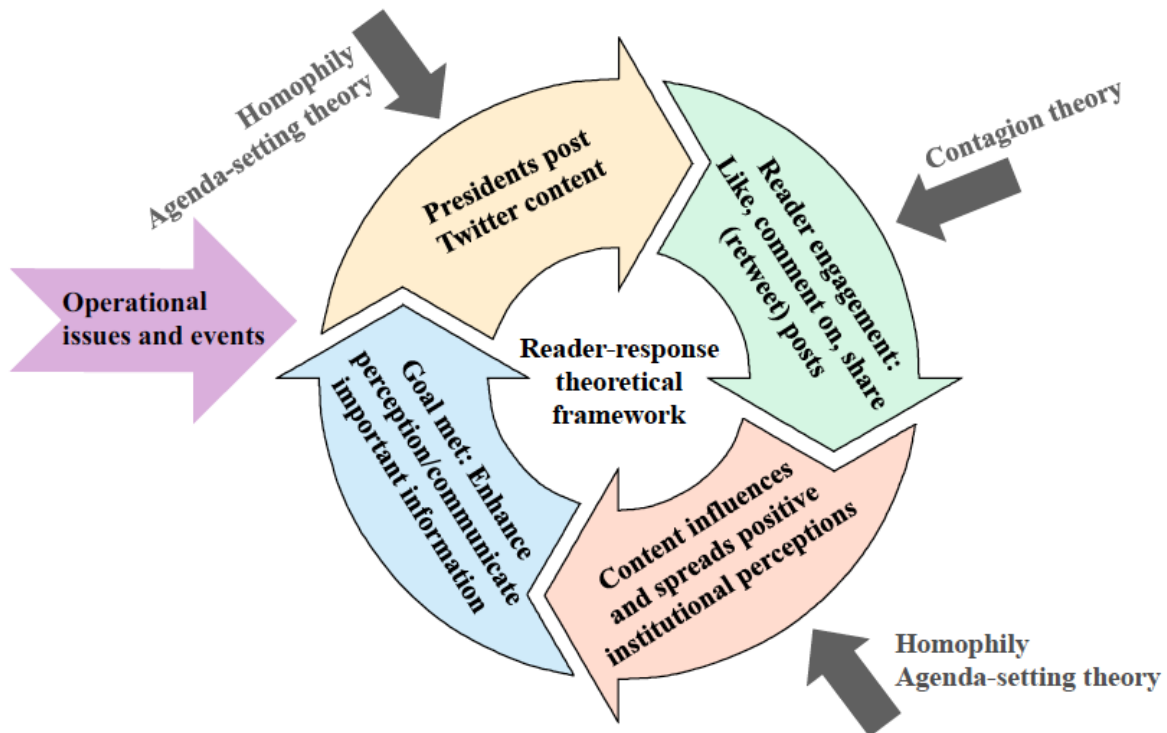 Homophily
Agenda-setting theory
Presidents post
Twitter content
Contagion theory
Reader engagement:
Like, comment on, share
(retweet) posts
Operational
issues and events
Reader-response
theoretical
framework
Goal met: Enhance
perception/communicate
important information
Content influences
and spreads positive
institutional perceptions
Homophily
Agenda-setting theory